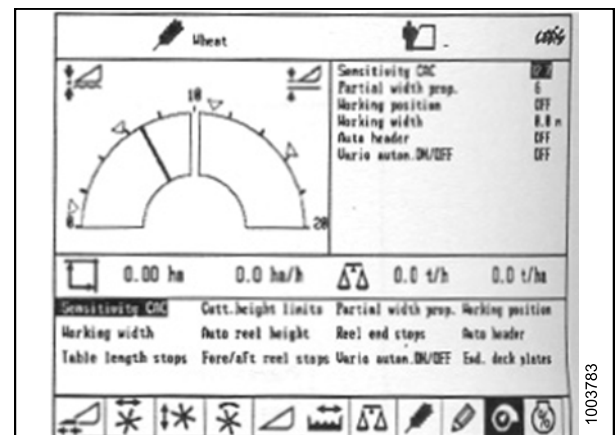 Wheat
cebis
Sensitivity CAC
Partial width prop. 6
Working position OFF
Working width 0.0 m
Auto header OFF
Vario autom.ON/OFF OFF
10
0
20
0.00 ha 0.0 ha/h 0.0 t/h 0.0 t/ha
Sensitivity CAC Cutt.height limits Partial width prop. Working position
Working width Auto reel height Reel end stops Auto header
Table length stops Fore/aft reel stops Vario autom.ON/OFF End. deck plates
1003783